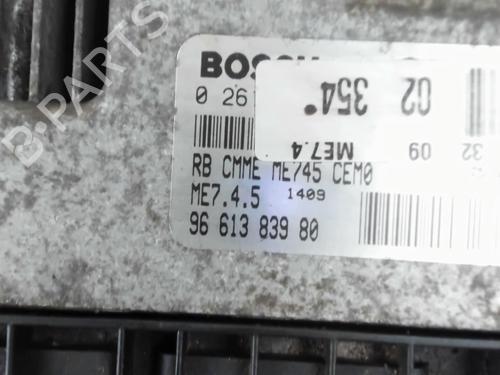 BOSCH
0 26
02 354°
ME7.4
09
32
RB CMME ME745 CEM0
ME7.4.5 1409
96 613 839 80
B-PARTS